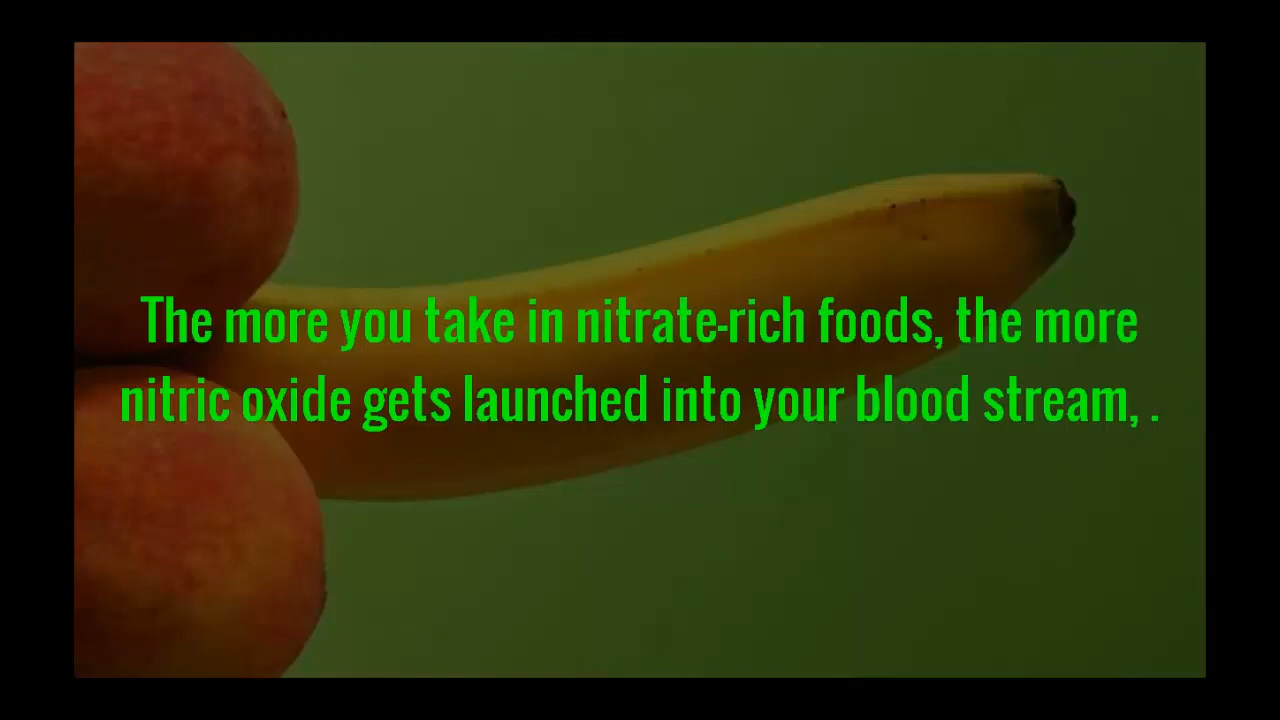 The more you take in nitrate-rich foods, the more
nitric oxide gets launched into your blood stream, .